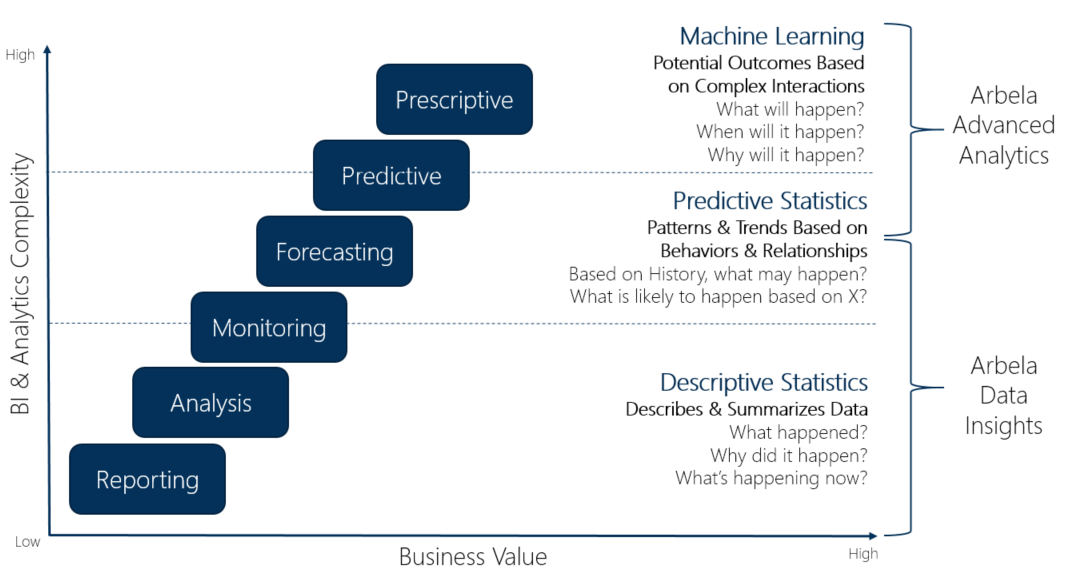 High
BI & Analytics Complexity
Low
Prescriptive
Predictive
Forecasting
Monitoring
Analysis
Reporting
Business Value
High
Machine Learning
Potential Outcomes Based
on Complex Interactions
What will happen?
When will it happen?
Why will it happen?
Predictive Statistics
Patterns & Trends Based on
Behaviors & Relationships
Based on History, what may happen?
What is likely to happen based on X?
Descriptive Statistics
Describes & Summarizes Data
What happened?
Why did it happen?
What's happening now?
Arbela
Advanced
Analytics
Arbela
Data
Insights